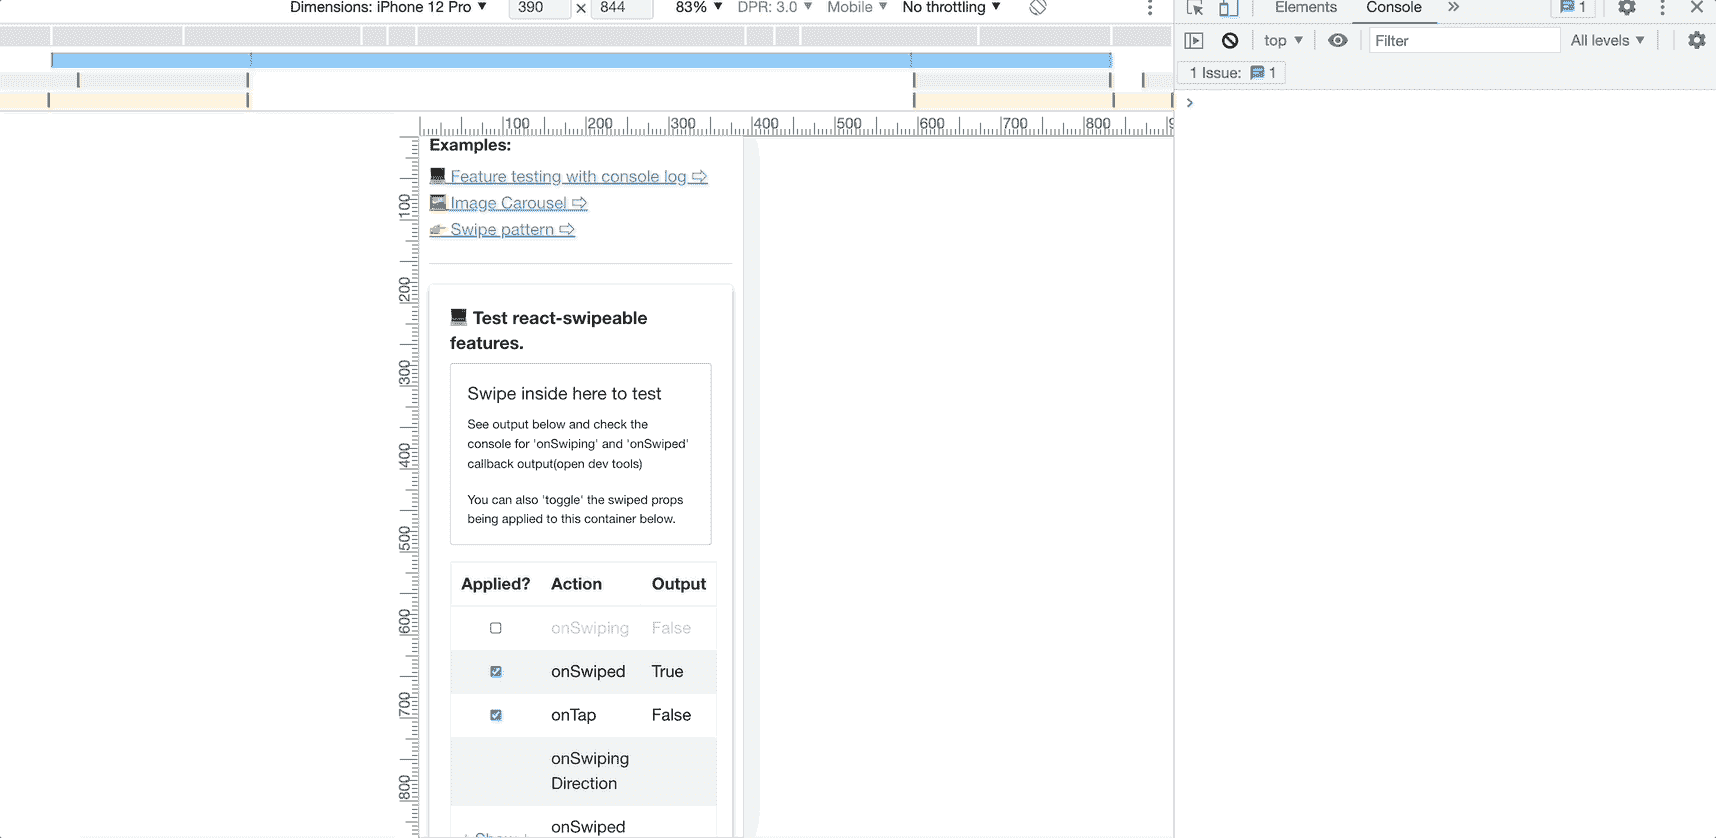 Dimensions: iPhone 12 Pro ▼ 390 × 844 83% ▼ DPR: 3.0 ▼ Mobile ▼ No throttling ▼
Elements Console » 1
top ▼ Filter All levels ▼
1 Issue: 1
›
100 200 300 400 500 600 700 800 9
100
200
300
400
500
600
700
800
Examples:
Feature testing with console log ⇨
Image Carousel ⇨
Swipe pattern ⇨
Test react-swipeable
features.
Swipe inside here to test
See output below and check the
console for 'onSwiping' and 'onSwiped'
callback output(open dev tools)
You can also 'toggle' the swiped props
being applied to this container below.
Applied? Action Output
onSwiping False
onSwiped True
onTap False
onSwiping
Direction
onSwiped
↓ Show ↓